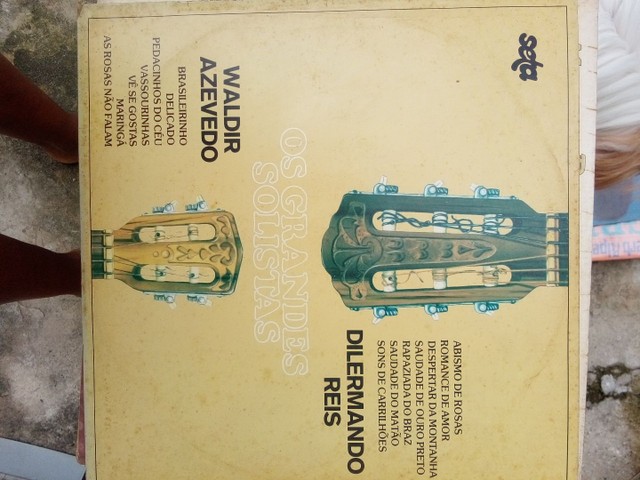 seta
ABISMO DE ROSAS
ROMANCE DE AMOR
DESPERTAR DA MONTANHA
SAUDADE DE OURO PRETO
RAPAZIADA DO BRAZ
SAUDADE DO MATÃO
SONS DE CARRILHÕES
DILERMANDO
REIS
OS GRANDES
SOLISTAS
WALDIR
AZEVEDO
BRASILEIRINHO
DELICADO
PEDACINHOS DO CÉU
VASSOURINHAS
VÊ SE GOSTAS
MARINGÁ
AS ROSAS NÃO FALAM